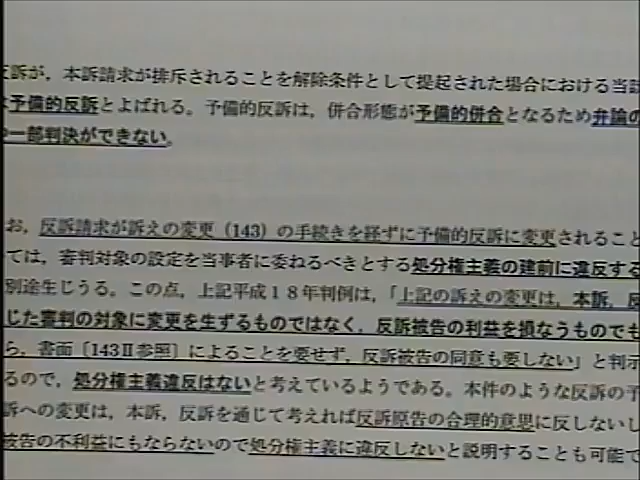 訴が，本訴請求が排斥されることを解除条件として提起された場合における当該
予備的反訴とよばれる。予備的反訴は，併合形態が予備的併合となるため弁論の
一部判決ができない。
お，反訴請求が訴えの変更（143）の手続きを経ずに予備的反訴に変更されること
ては，審判対象の設定を当事者に委ねるべきとする処分権主義の建前に違反する
別途生じうる。この点，上記平成１８年判例は，「上記の訴えの変更は，本訴，反
じた審判の対象に変更を生ずるものではなく，反訴被告の利益を損なうものでも
ら，書面〔143Ⅱ参照〕によることを要せず，反訴被告の同意も要しない」と判示
るので，処分権主義違反はないと考えているようである。本件のような反訴の予
訴への変更は，本訴，反訴を通じて考えれば反訴原告の合理的意思に反しないし
被告の不利益にもならないので処分権主義に違反しないと説明することも可能で